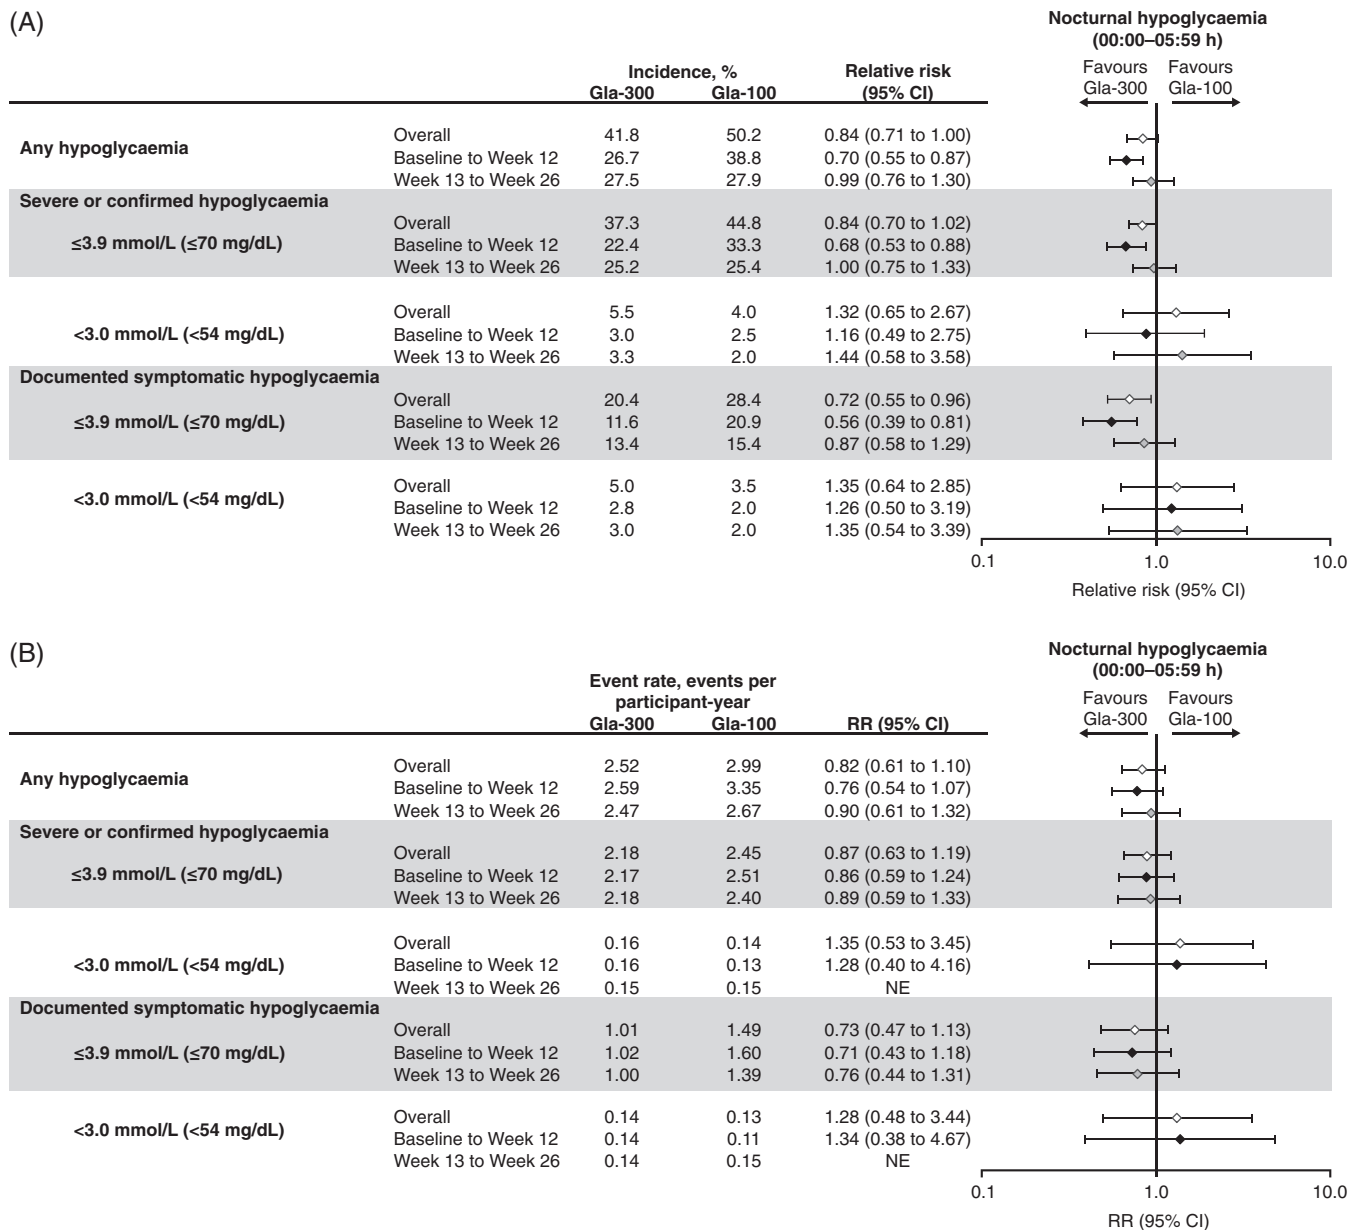 (A)
Nocturnal hypoglycaemia
(00:00–05:59 h)
Incidence, % Relative risk Favours Favours
Gla-300 Gla-100 (95% CI) Gla-300 Gla-100
Any hypoglycaemia
Overall 41.8 50.2 0.84 (0.71 to 1.00)
Baseline to Week 12 26.7 38.8 0.70 (0.55 to 0.87)
Week 13 to Week 26 27.5 27.9 0.99 (0.76 to 1.30)
Severe or confirmed hypoglycaemia
≤3.9 mmol/L (≤70 mg/dL)
Overall 37.3 44.8 0.84 (0.70 to 1.02)
Baseline to Week 12 22.4 33.3 0.68 (0.53 to 0.88)
Week 13 to Week 26 25.2 25.4 1.00 (0.75 to 1.33)
<3.0 mmol/L (<54 mg/dL)
Overall 5.5 4.0 1.32 (0.65 to 2.67)
Baseline to Week 12 3.0 2.5 1.16 (0.49 to 2.75)
Week 13 to Week 26 3.3 2.0 1.44 (0.58 to 3.58)
Documented symptomatic hypoglycaemia
≤3.9 mmol/L (≤70 mg/dL)
Overall 20.4 28.4 0.72 (0.55 to 0.96)
Baseline to Week 12 11.6 20.9 0.56 (0.39 to 0.81)
Week 13 to Week 26 13.4 15.4 0.87 (0.58 to 1.29)
<3.0 mmol/L (<54 mg/dL)
Overall 5.0 3.5 1.35 (0.64 to 2.85)
Baseline to Week 12 2.8 2.0 1.26 (0.50 to 3.19)
Week 13 to Week 26 3.0 2.0 1.35 (0.54 to 3.39)
0.1 1.0 10.0
Relative risk (95% CI)
(B)
Nocturnal hypoglycaemia
(00:00–05:59 h)
Event rate, events per
participant-year Favours Favours
Gla-300 Gla-100 RR (95% CI) Gla-300 Gla-100
Any hypoglycaemia
Overall 2.52 2.99 0.82 (0.61 to 1.10)
Baseline to Week 12 2.59 3.35 0.76 (0.54 to 1.07)
Week 13 to Week 26 2.47 2.67 0.90 (0.61 to 1.32)
Severe or confirmed hypoglycaemia
≤3.9 mmol/L (≤70 mg/dL)
Overall 2.18 2.45 0.87 (0.63 to 1.19)
Baseline to Week 12 2.17 2.51 0.86 (0.59 to 1.24)
Week 13 to Week 26 2.18 2.40 0.89 (0.59 to 1.33)
<3.0 mmol/L (<54 mg/dL)
Overall 0.16 0.14 1.35 (0.53 to 3.45)
Baseline to Week 12 0.16 0.13 1.28 (0.40 to 4.16)
Week 13 to Week 26 0.15 0.15 NE
Documented symptomatic hypoglycaemia
≤3.9 mmol/L (≤70 mg/dL)
Overall 1.01 1.49 0.73 (0.47 to 1.13)
Baseline to Week 12 1.02 1.60 0.71 (0.43 to 1.18)
Week 13 to Week 26 1.00 1.39 0.76 (0.44 to 1.31)
<3.0 mmol/L (<54 mg/dL)
Overall 0.14 0.13 1.28 (0.48 to 3.44)
Baseline to Week 12 0.14 0.11 1.34 (0.38 to 4.67)
Week 13 to Week 26 0.14 0.15 NE
0.1 1.0 10.0
RR (95% CI)